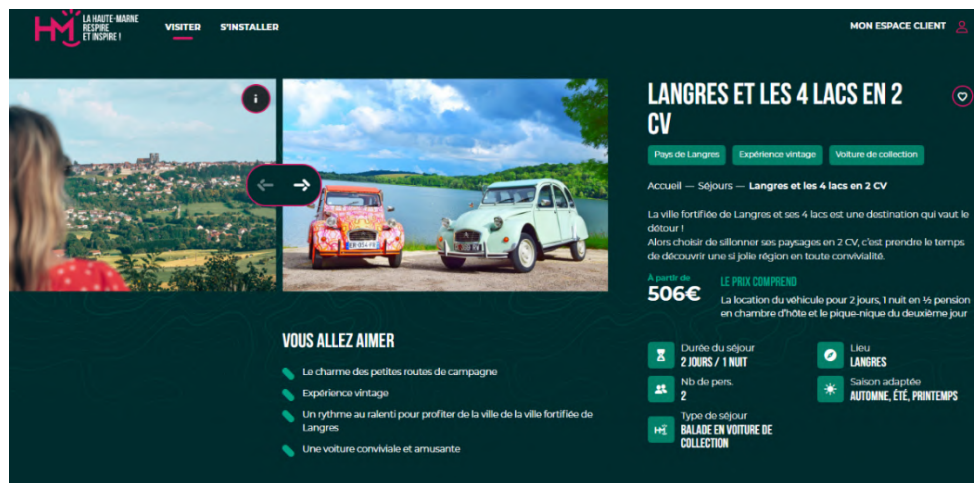 LA HAUTE-MARNE
RESPIRE
ET INSPIRE !
VISITER
S'INSTALLER
MON ESPACE CLIENT
LANGRES ET LES 4 LACS EN 2
CV
Pays de Langres
Expérience vintage
Voiture de collection
Accueil — Séjours — Langres et les 4 lacs en 2 CV
La ville fortifiée de Langres et ses 4 lacs est une destination qui vaut le
détour !
Alors choisir de sillonner ses paysages en 2 CV, c'est prendre le temps
de découvrir une si jolie région en toute convivialité.
À partir de
506€
LE PRIX COMPREND
La location du véhicule pour 2 jours, 1 nuit en ½ pension
en chambre d'hôte et le pique-nique du deuxième jour
VOUS ALLEZ AIMER
Le charme des petites routes de campagne
Expérience vintage
Un rythme au ralenti pour profiter de la ville de la ville fortifiée de
Langres
Une voiture conviviale et amusante
Durée du séjour
2 JOURS / 1 NUIT
Lieu
LANGRES
Nb de pers.
2
Saison adaptée
AUTOMNE, ÉTÉ, PRINTEMPS
Type de séjour
BALADE EN VOITURE DE
COLLECTION